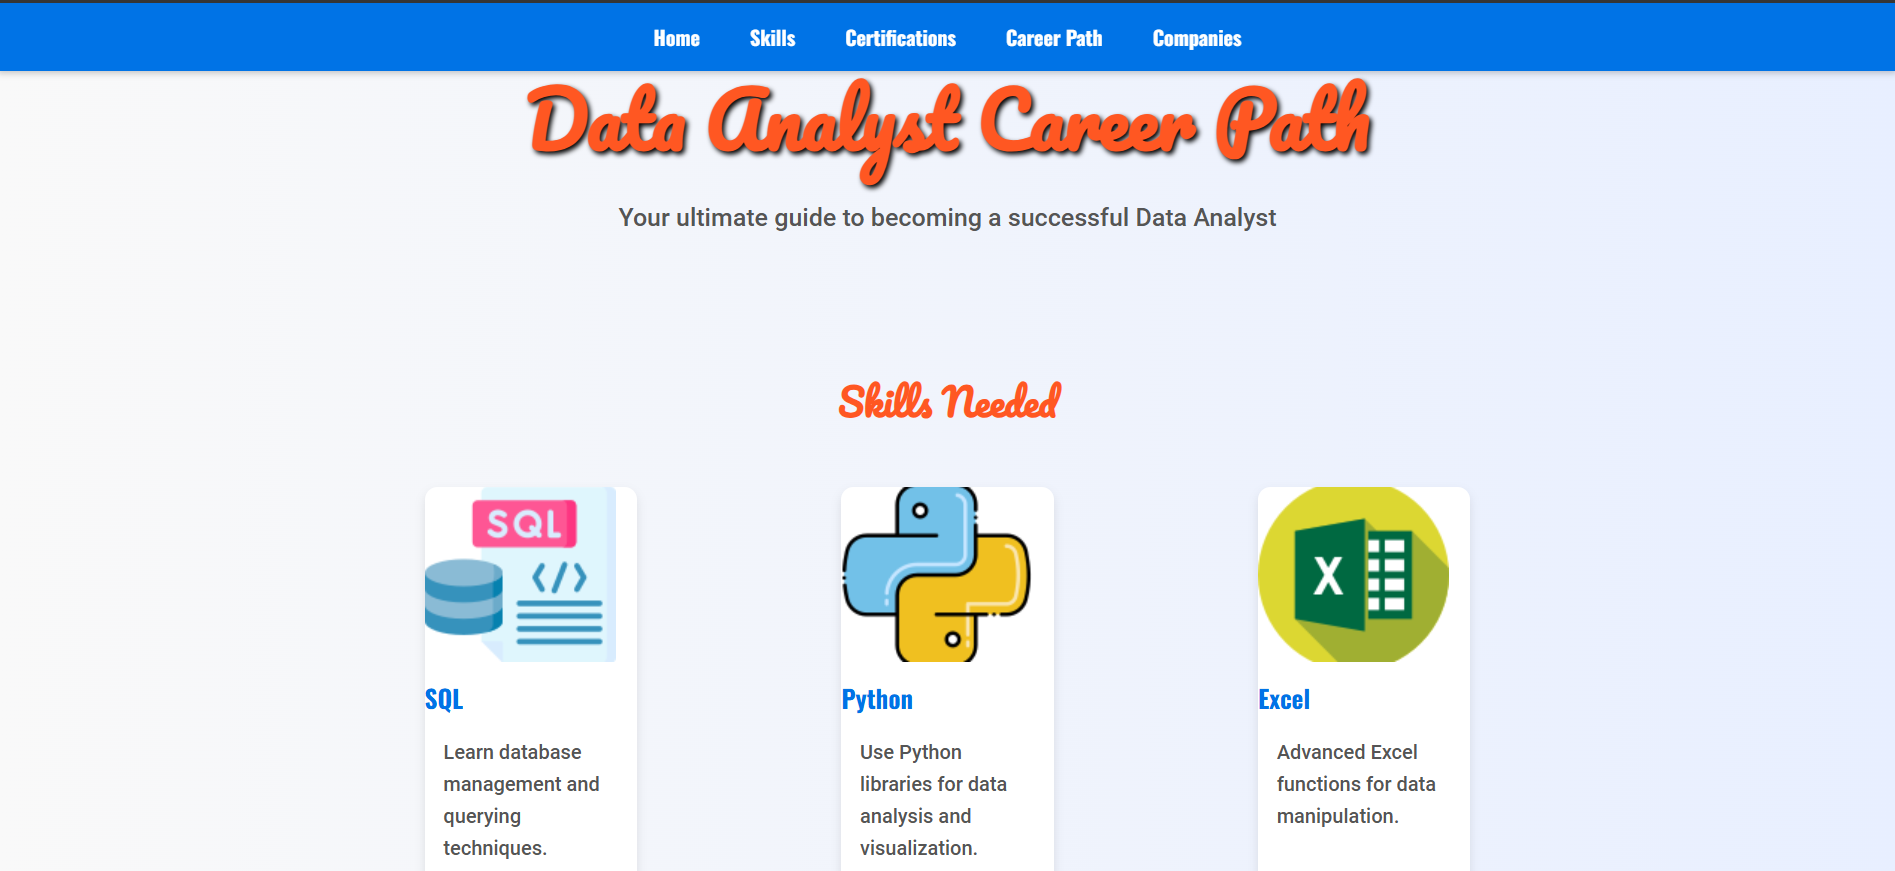 Home Skills Certifications Career Path Companies
Data Analyst Career Path
Your ultimate guide to becoming a successful Data Analyst
Skills Needed
SQL
</>
X
SQL
Learn database
management and
querying
techniques.
Python
Use Python
libraries for data
analysis and
visualization.
Excel
Advanced Excel
functions for data
manipulation.